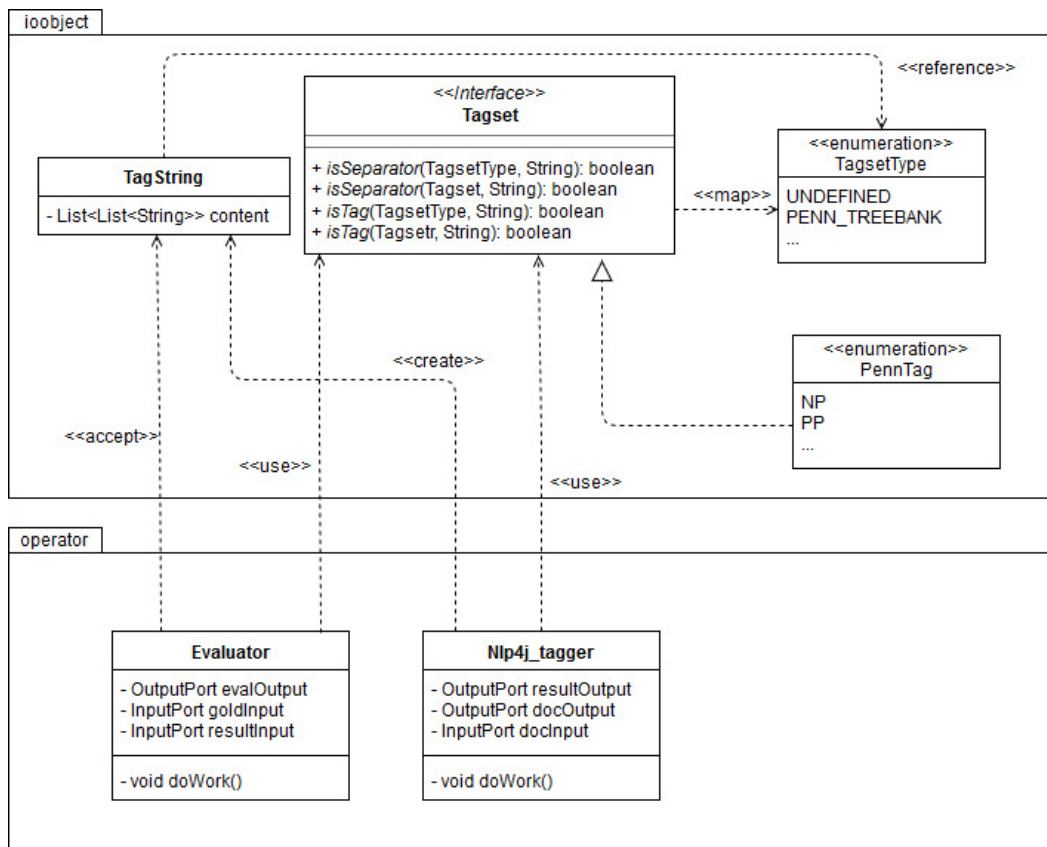 ioobject
<<reference>>
<<Interface>>
Tagset
+ isSeparator(TagsetType, String): boolean
+ isSeparator(Tagset, String): boolean
+ isTag(TagsetType, String): boolean
+ isTag(Tagsetr, String): boolean
<<enumeration>>
TagsetType
UNDEFINED
PENN_TREEBANK
...
TagString
- List<List<String>> content
<<map>>
<<enumeration>>
PennTag
NP
PP
...
<<create>>
<<accept>>
<<use>>
<<use>>
operator
Evaluator
- OutputPort evalOutput
- InputPort goldInput
- InputPort resultInput
- void doWork()
Nlp4j_tagger
- OutputPort resultOutput
- OutputPort docOutput
- InputPort docInput
- void doWork()